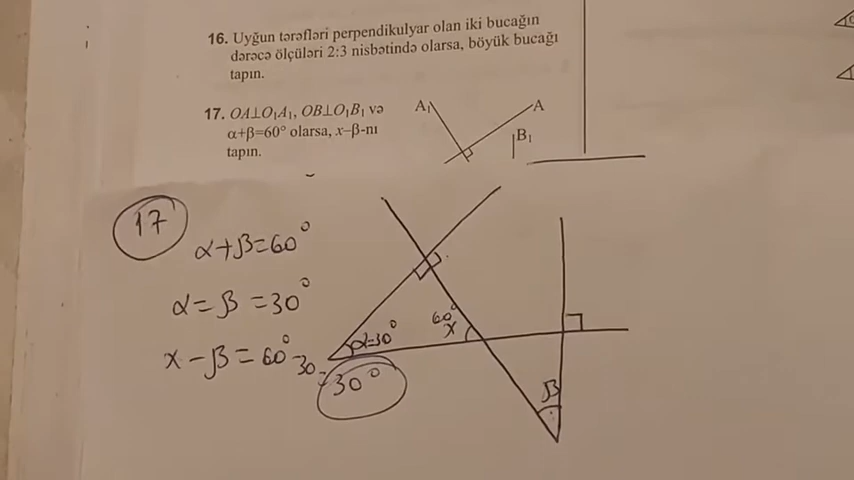 16. Uyğun tərəfləri perpendikulyar olan iki bucağın
dərəcə ölçüləri 2:3 nisbətində olarsa, böyük bucağı
tapın.
17. OA⊥O₁A₁, OB⊥O₁B₁ və
α+β=60° olarsa, x–β-nı
tapın.
A₁
A
B₁
17
α+β=60°
α=β=30°
x-β=60°-30=
30°
α=30°
60°
x
β